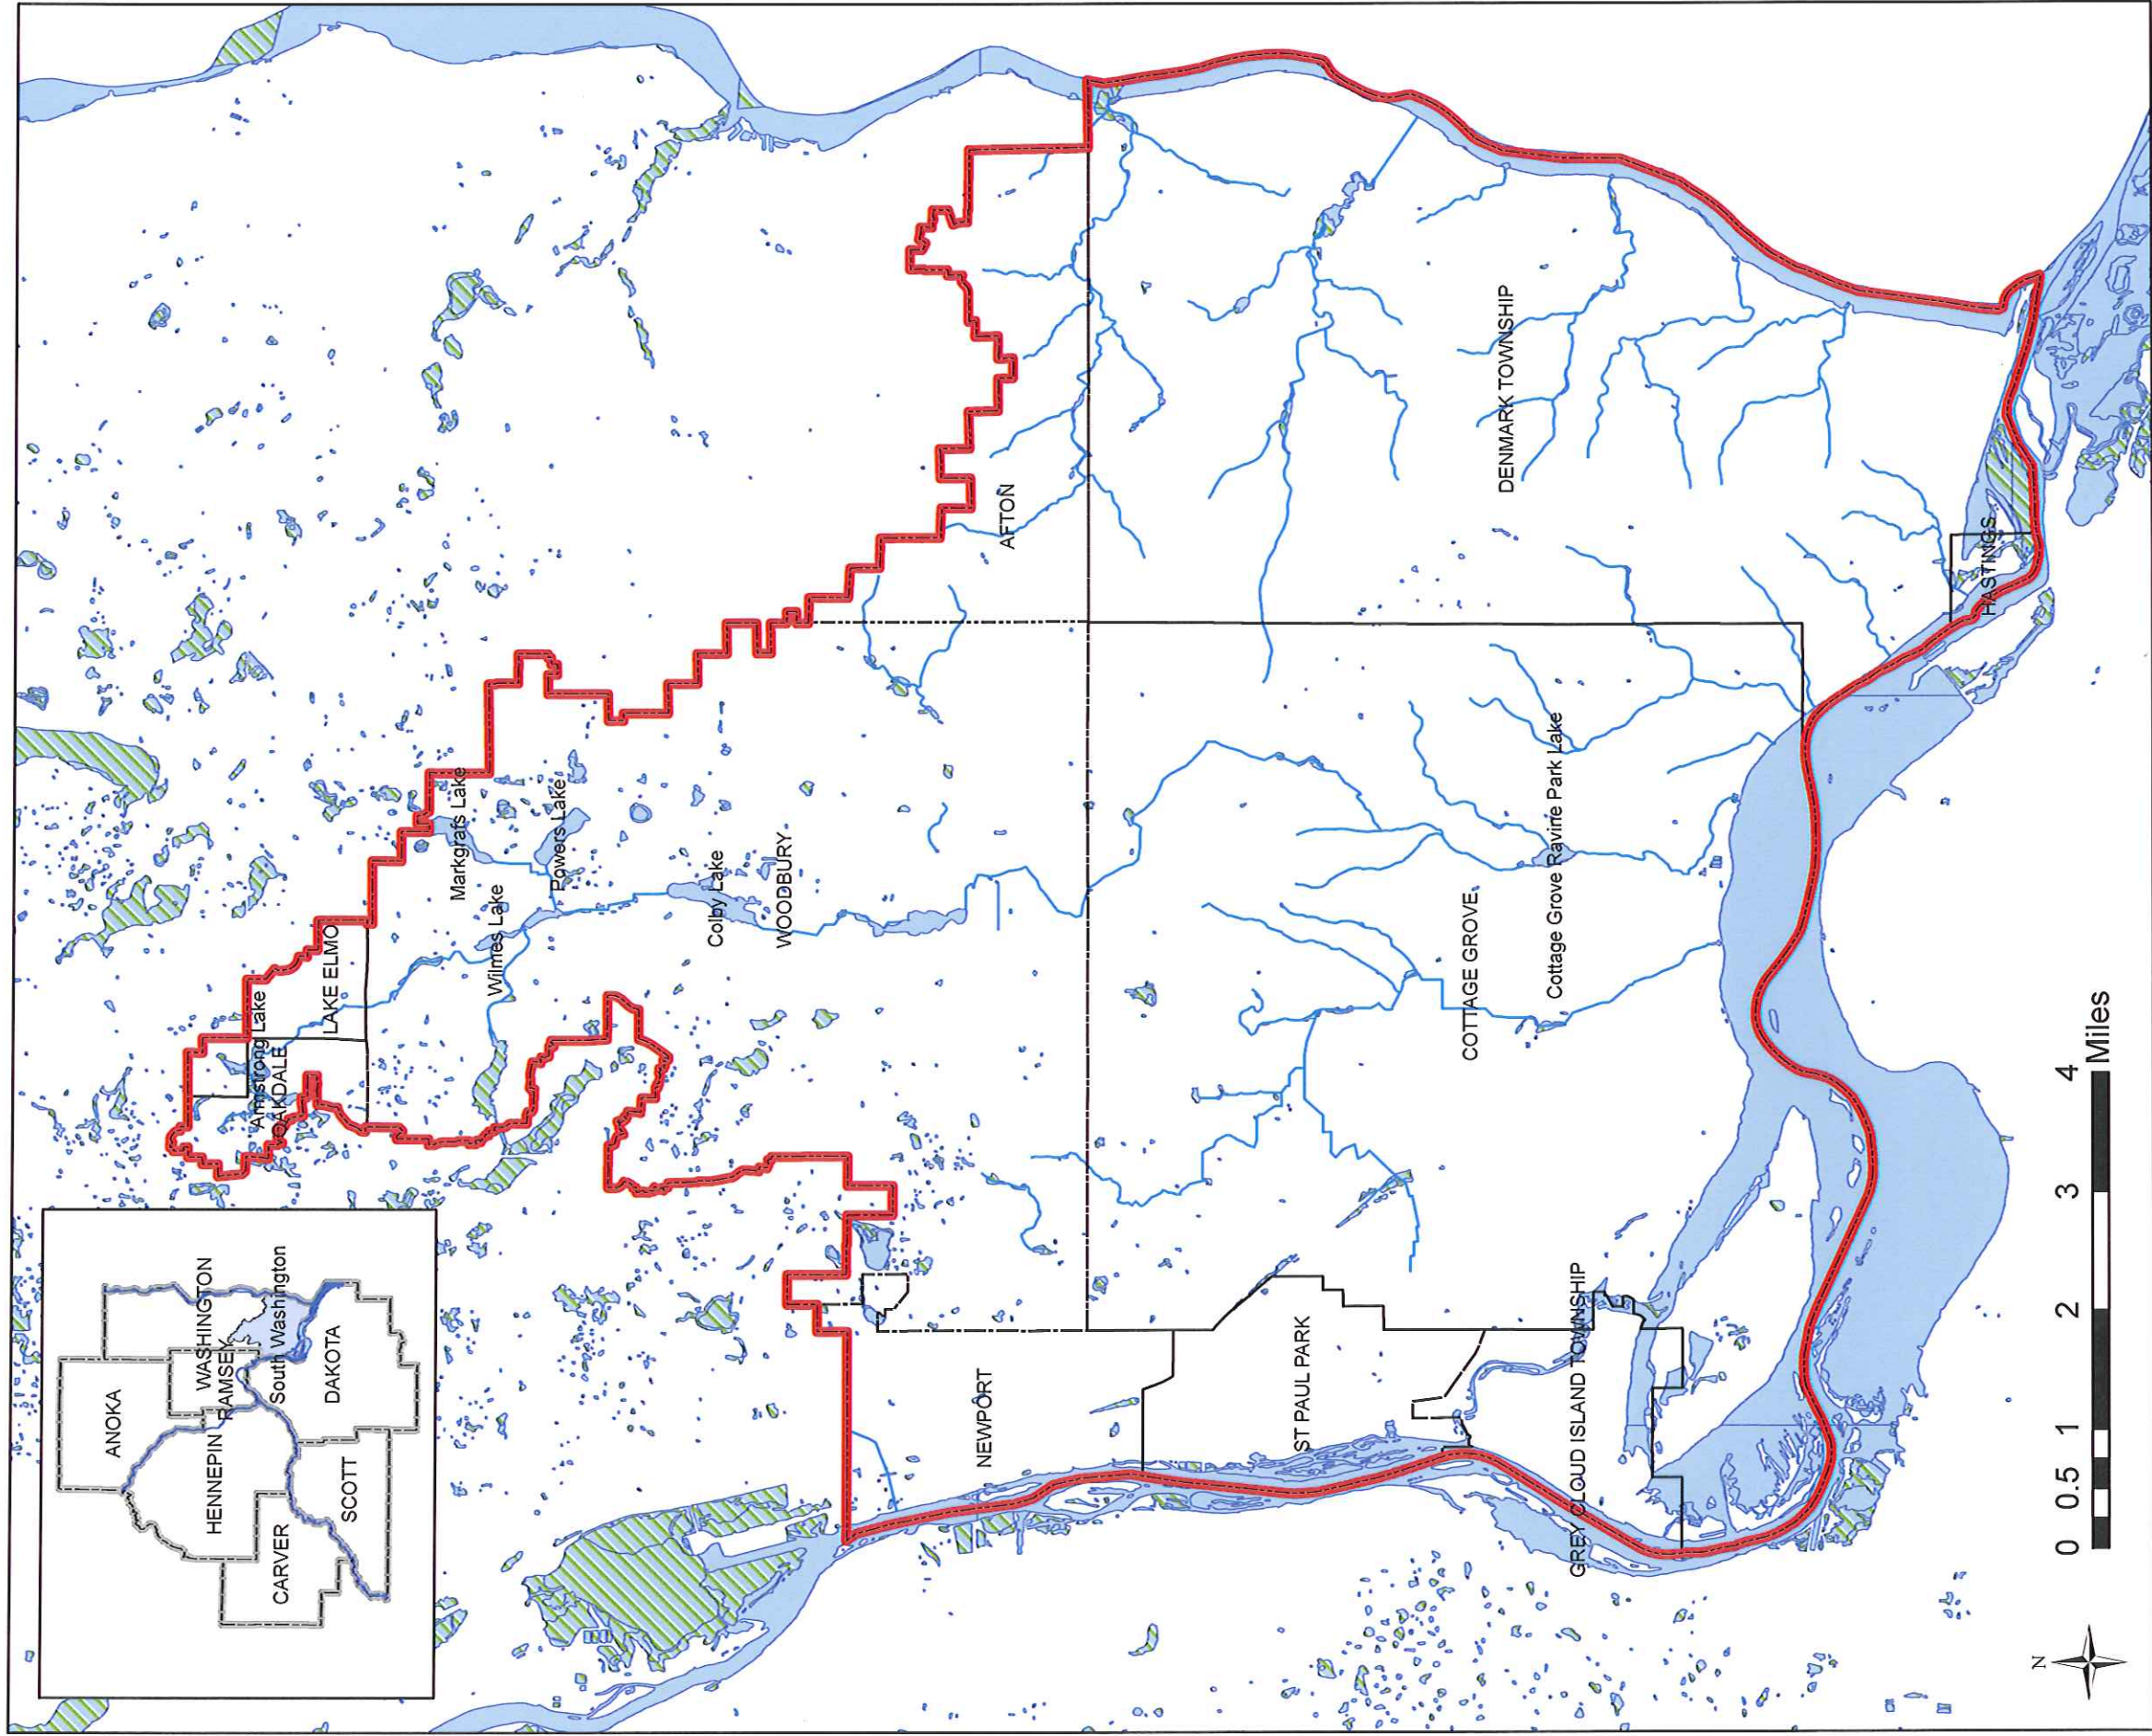 ANOKA
WASHINGTON
HENNEPIN
RAMSEY
CARVER
SCOTT
DAKOTA
South Washington
Armstrong Lake
OAKDALE
LAKE ELMO
Markgrafs Lake
Wilmes Lake
Powers Lake
Colby Lake
WOODBURY
AFTON
NEWPORT
ST PAUL PARK
COTTAGE GROVE
Cottage Grove Ravine Park Lake
DENMARK TOWNSHIP
GREY CLOUD ISLAND TOWNSHIP
HASTINGS
N
0 0.5 1 2 3 4
Miles